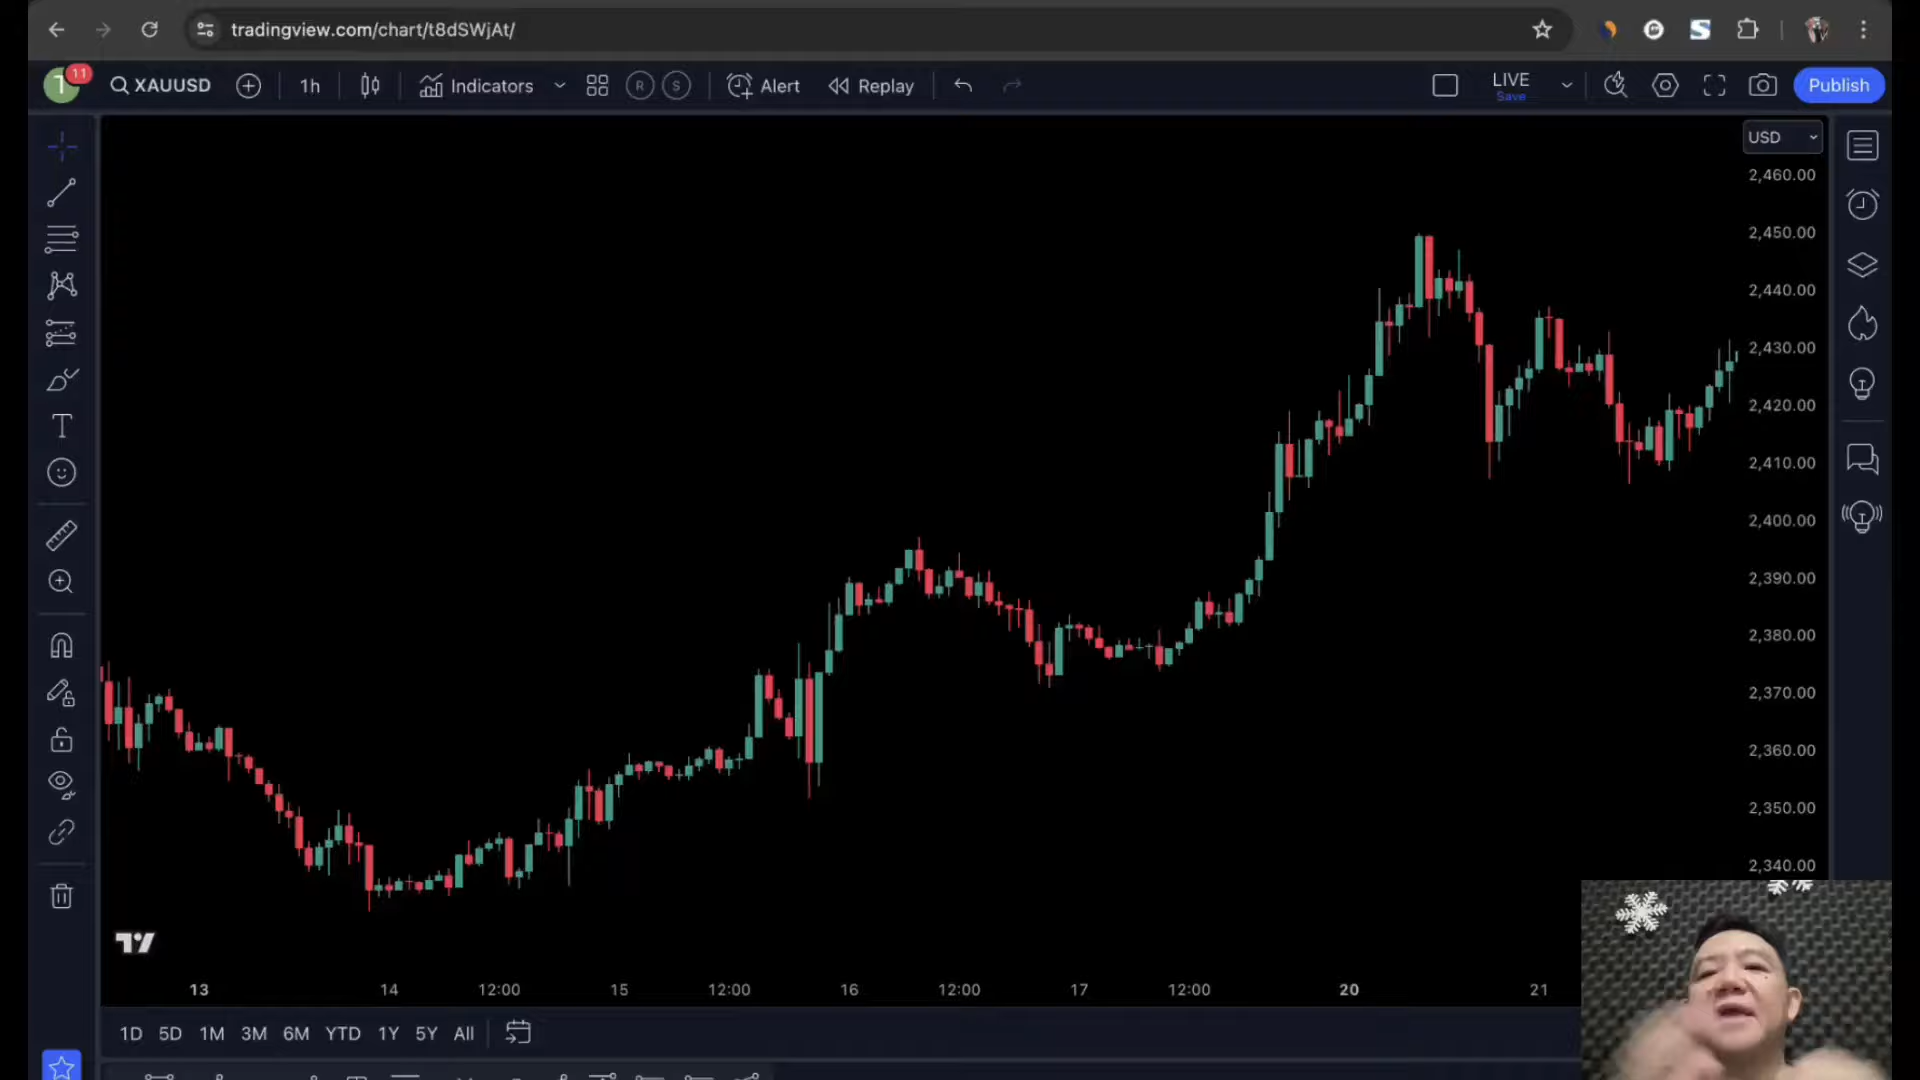 tradingview.com/chart/t8dSWjAt/
T 11 XAUUSD 1h Indicators R S Alert Replay LIVE Publish
Save
USD
2,460.00
2,450.00
2,440.00
2,430.00
2,420.00
2,410.00
2,400.00
2,390.00
2,380.00
2,370.00
2,360.00
2,350.00
2,340.00
13 14 12:00 15 12:00 16 12:00 17 12:00 20 21
1D 5D 1M 3M 6M YTD 1Y 5Y All